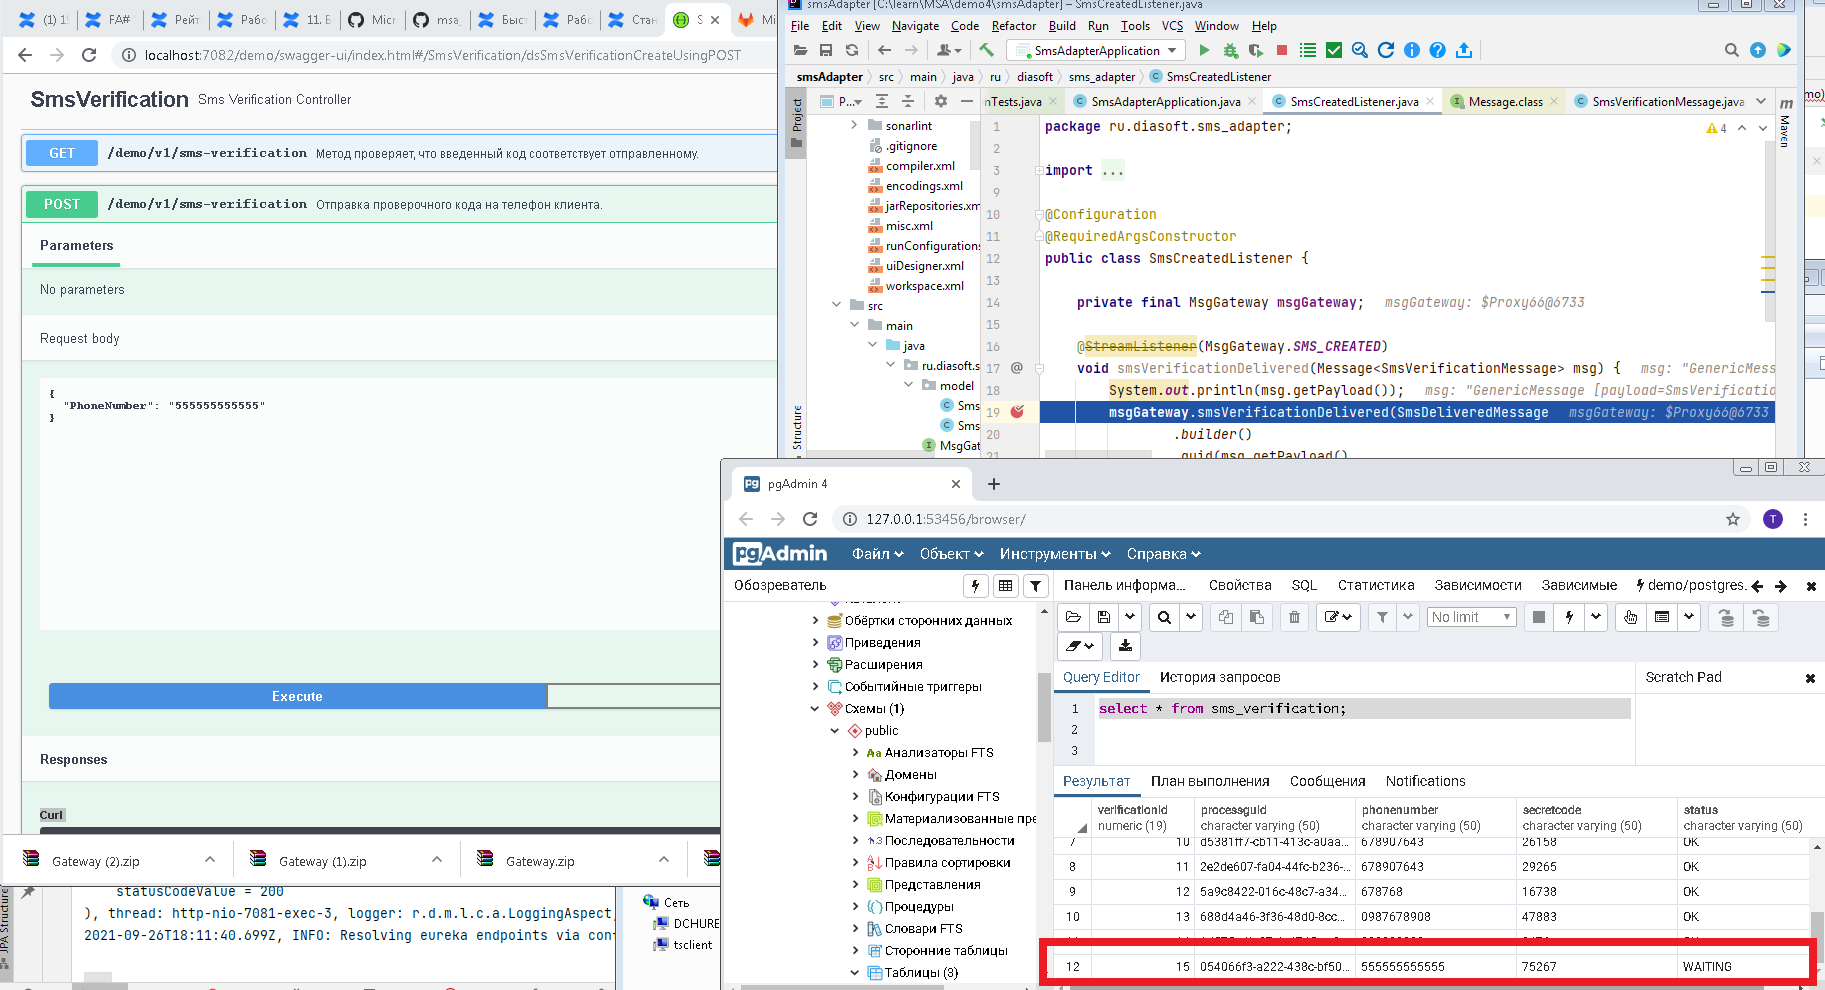 (1) 15
FA#
Рейт
Рабо
11. Б
Micr
msa_
Быст
Рабо
Стан
S
Mi
localhost:7082/demo/swagger-ui/index.html#/SmsVerification/dsSmsVerificationCreateUsingPOST
SmsVerification Sms Verification Controller
GET /demo/v1/sms-verification Метод проверяет, что введенный код соответствует отправленному.
POST /demo/v1/sms-verification Отправка проверочного кода на телефон клиента.
Parameters
No parameters
Request body
{
"PhoneNumber": "555555555555"
}
Execute
Responses
Curl
Gateway (2).zip
Gateway (1).zip
Gateway.zip
statusCodeValue = 200
), thread: http-nio-7081-exec-3, logger: r.d.m.l.c.a.LoggingAspect,
2021-09-26T18:11:40.699Z, INFO: Resolving eureka endpoints via con
JPA Structure
Сеть
DCHURE
tsclient
smsAdapter [C:\learn\MSA\demo4\smsAdapter] – SmsCreatedListener.java
File Edit View Navigate Code Refactor Build Run Tools VCS Window Help
SmsAdapterApplication
smsAdapter src main java ru diasoft sms_adapter SmsCreatedListener
Project
P...
nTests.java
SmsAdapterApplication.java
SmsCreatedListener.java
Message.class
SmsVerificationMessage.java
Maven
Structure
sonarlint
.gitignore
compiler.xml
encodings.xml
jarRepositories.xm
misc.xml
runConfigurations
uiDesigner.xml
workspace.xml
src
main
java
ru.diasoft.s
model
Sms
Sms
MsgGat
4
1 package ru.diasoft.sms_adapter;
2
3 import ...
9
10 @Configuration
11 @RequiredArgsConstructor
12 public class SmsCreatedListener {
13
14 private final MsgGateway msgGateway; msgGateway: $Proxy66@6733
15
16 @StreamListener(MsgGateway.SMS_CREATED)
17 void smsVerificationDelivered(Message<SmsVerificationMessage> msg) { msg: "GenericMess
18 System.out.println(msg.getPayload()); msg: "GenericMessage [payload=SmsVerificatio
19 msgGateway.smsVerificationDelivered(SmsDeliveredMessage msgGateway: $Proxy66@6733
20 .builder()
21 .guid(msg.getPayload()
pgAdmin 4
127.0.0.1:53456/browser/
T
pgAdmin Файл Объект Инструменты Справка
Обозреватель
Панель информа... Свойства SQL Статистика Зависимости Зависимые demo/postgres.
Обёртки сторонних данных
Приведения
Расширения
Событийные триггеры
Схемы (1)
public
Анализаторы FTS
Домены
Конфигурации FTS
Материализованные пре
Последовательности
Правила сортировки
Представления
Процедуры
Словари FTS
Сторонние таблицы
Таблицы (3)
No limit
Query Editor История запросов
Scratch Pad
1 select * from sms_verification;
2
3
Результат План выполнения Сообщения Notifications
verificationid processguid phonenumber secretcode status
numeric (19) character varying (50) character varying (50) character varying (50) character varying (50)
7 10 d5381ff7-cb11-413c-a0aa... 678907643 26158 OK
8 11 2e2de607-fa04-44fc-b236-... 678907643 29265 OK
9 12 5a9c8422-016c-48c7-a34... 678768 16738 OK
10 13 688d4a46-3f36-48d0-8cc... 0987678908 47883 OK
12 15 054066f3-a222-438c-bf50... 555555555555 75267 WAITING